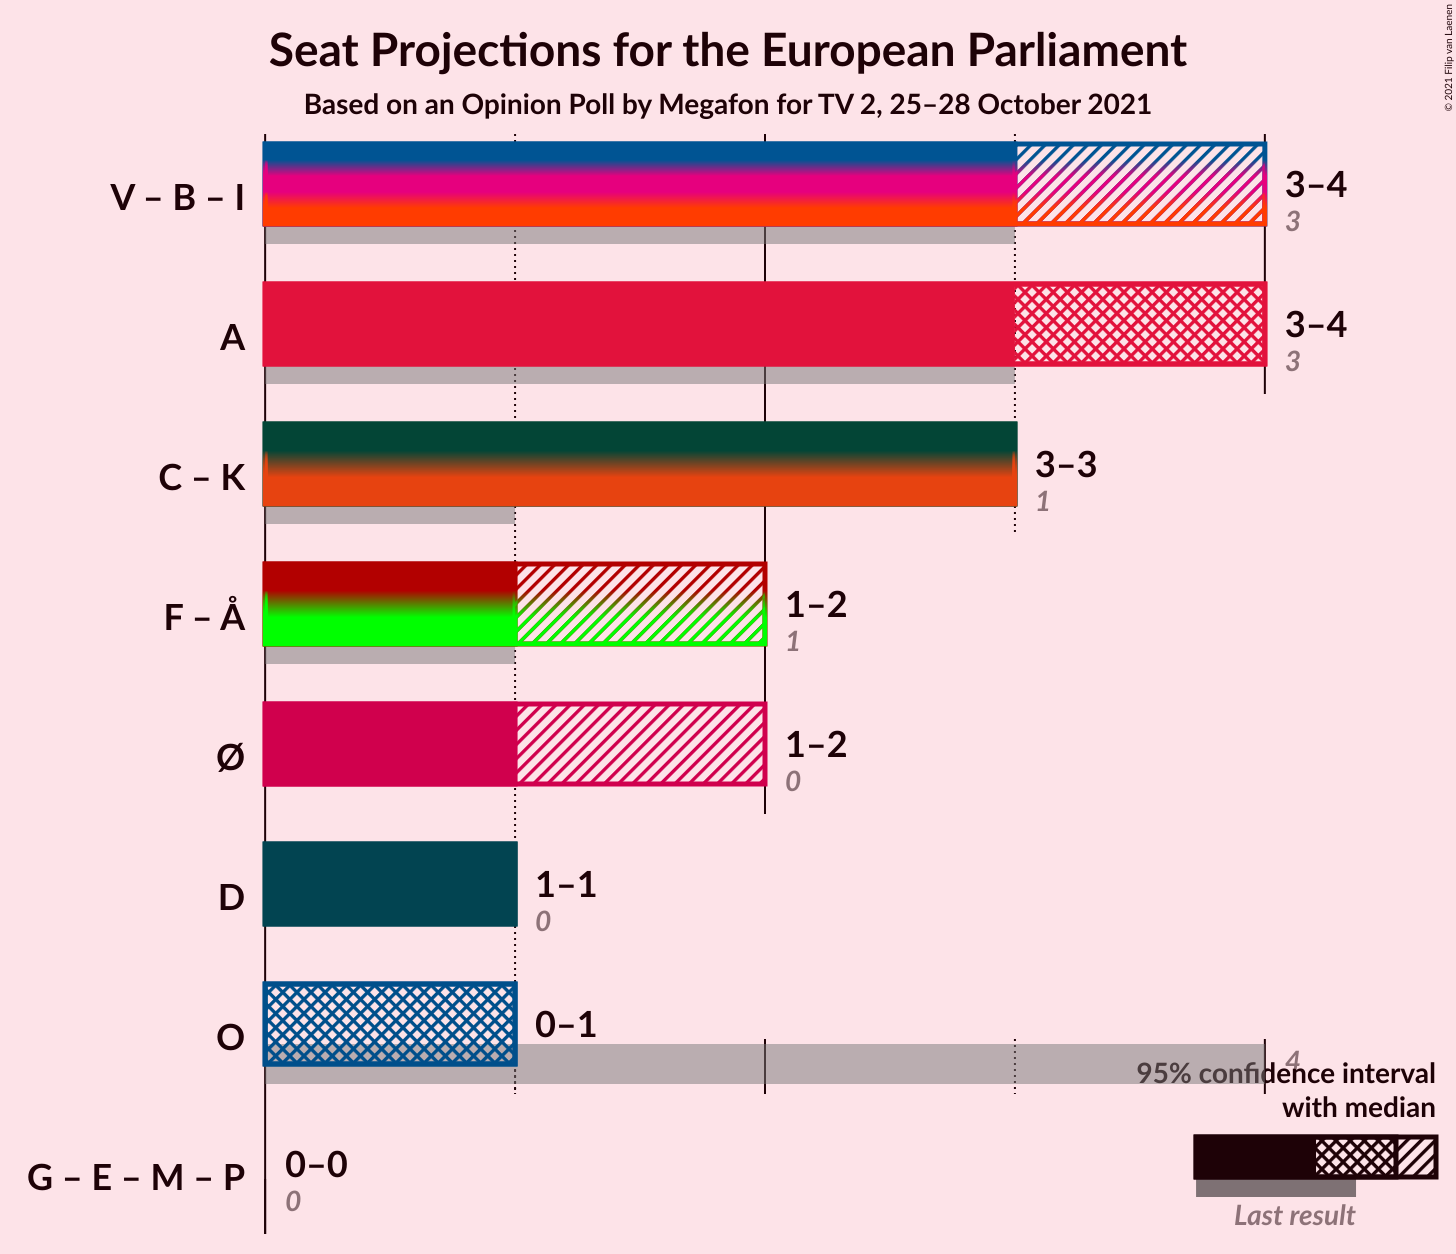 Seat Projections for the European Parliament
Based on an Opinion Poll by Megafon for TV 2, 25–28 October 2021
© 2021 Filip van Laenen
V – B – I
3–4
3
A
3–4
3
C – K
3–3
1
F – Å
1–2
1
Ø
1–2
0
D
1–1
0
O
0–1
4
G – E – M – P
0–0
0
95% confidence interval
with median
Last result